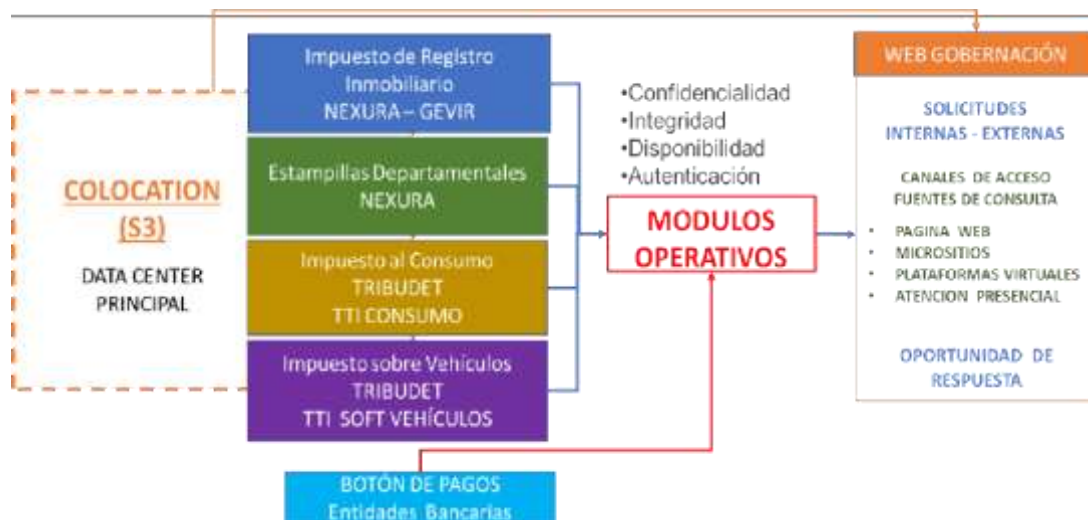 COLOCATION
(S3)
DATA CENTER
PRINCIPAL
Impuesto de Registro
Inmobiliario
NEXURA – GEVIR
Estampillas Departamentales
NEXURA
Impuesto al Consumo
TRIBUDET
TTI CONSUMO
Impuesto sobre Vehículos
TRIBUDET
TTI SOFT VEHÍCULOS
BOTÓN DE PAGOS
Entidades Bancarias
•Confidencialidad
•Integridad
•Disponibilidad
•Autenticación
MODULOS
OPERATIVOS
WEB GOBERNACIÓN
SOLICITUDES
INTERNAS - EXTERNAS
CANALES DE ACCESO
FUENTES DE CONSULTA
• PAGINA WEB
• MICROSITIOS
• PLATAFORMAS VIRTUALES
• ATENCION PRESENCIAL
OPORTUNIDAD DE
RESPUESTA